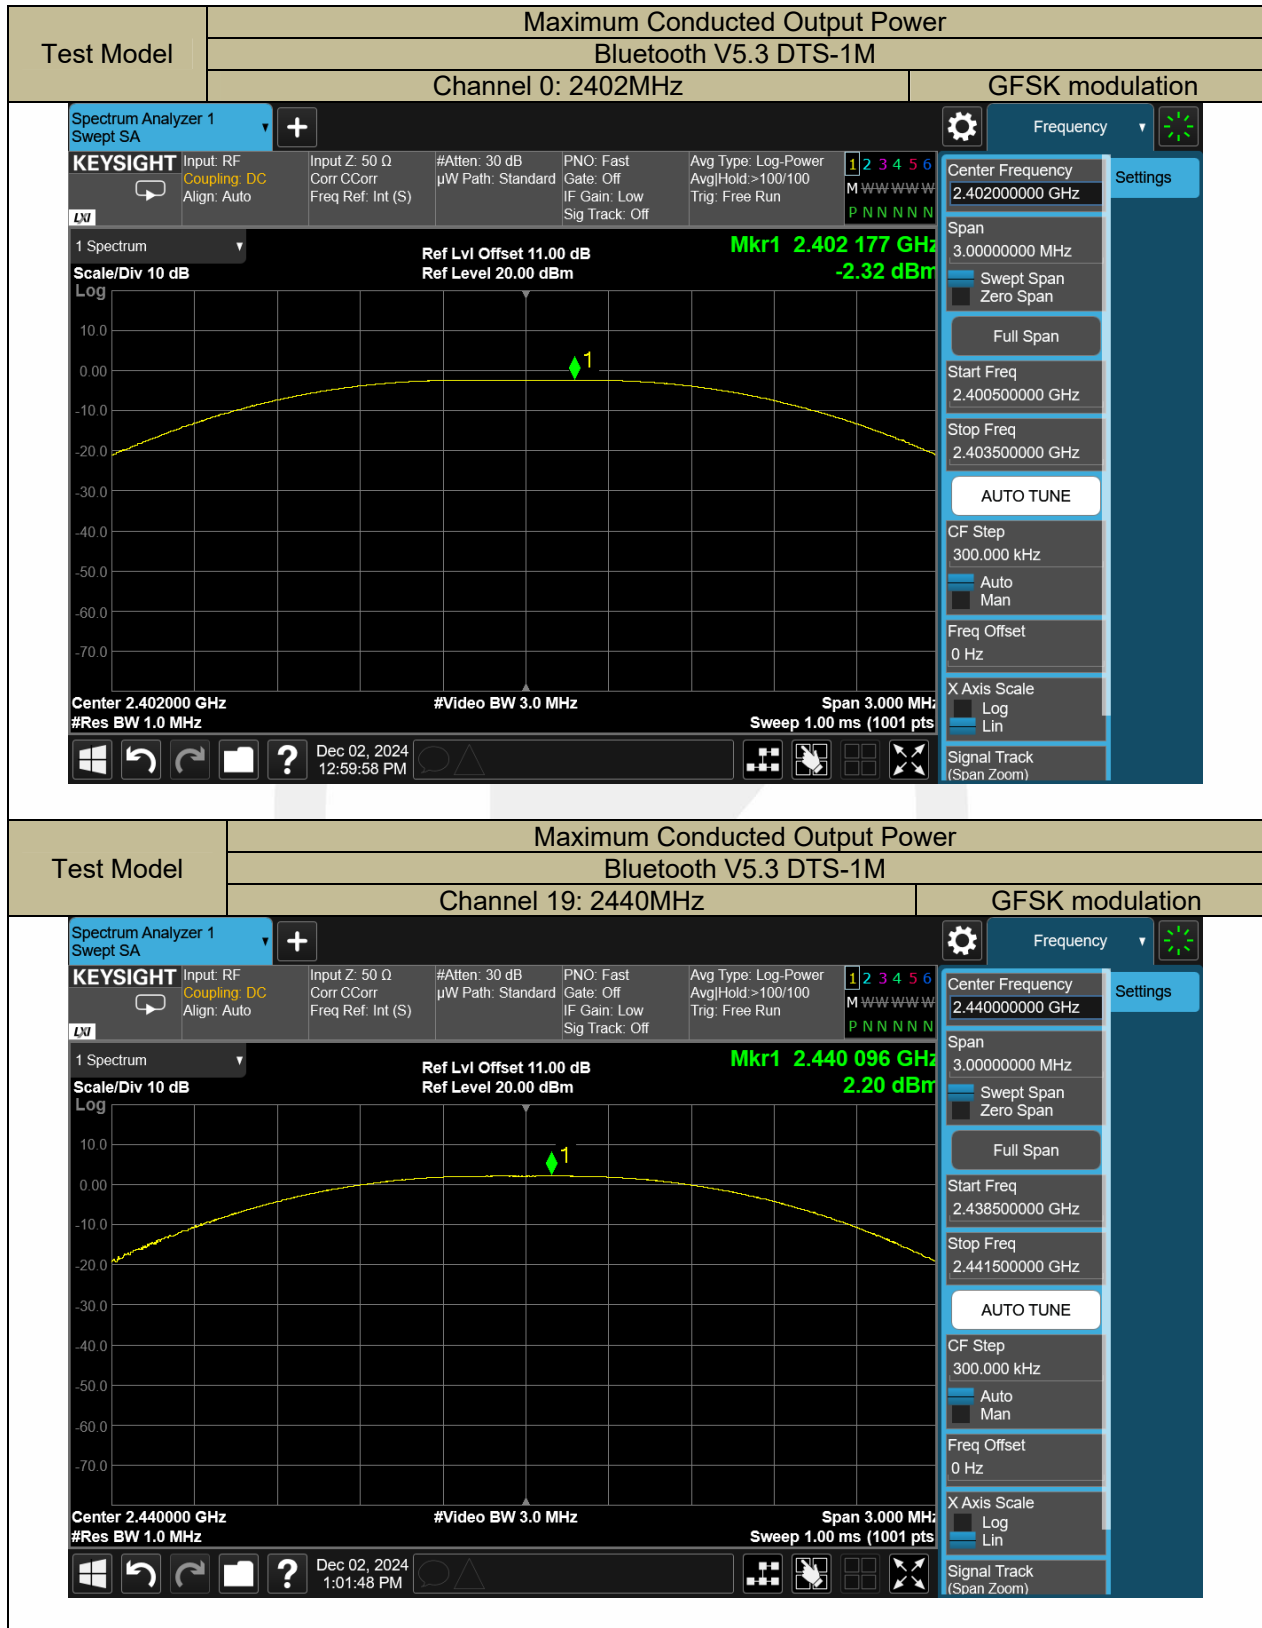 Test Model
Maximum Conducted Output Power
Bluetooth V5.3 DTS-1M
Channel 0: 2402MHz
GFSK modulation
Spectrum Analyzer 1
Swept SA
Frequency
KEYSIGHT
LXI
Input: RF
Coupling: DC
Align: Auto
Input Z: 50 Ω
Corr CCorr
Freq Ref: Int (S)
#Atten: 30 dB
µW Path: Standard
PNO: Fast
Gate: Off
IF Gain: Low
Sig Track: Off
Avg Type: Log-Power
Avg|Hold:>100/100
Trig: Free Run
1 2 3 4 5 6
M W W W W W
P N N N N N
1 Spectrum
Scale/Div 10 dB
Log
Ref Lvl Offset 11.00 dB
Ref Level 20.00 dBm
Mkr1 2.402 177 GHz
-2.32 dBm
1
10.0
0.00
-10.0
-20.0
-30.0
-40.0
-50.0
-60.0
-70.0
Center 2.402000 GHz
#Res BW 1.0 MHz
#Video BW 3.0 MHz
Span 3.000 MHz
Sweep 1.00 ms (1001 pts
Dec 02, 2024
12:59:58 PM
Center Frequency
2.402000000 GHz
Settings
Span
3.00000000 MHz
Swept Span
Zero Span
Full Span
Start Freq
2.400500000 GHz
Stop Freq
2.403500000 GHz
AUTO TUNE
CF Step
300.000 kHz
Auto
Man
Freq Offset
0 Hz
X Axis Scale
Log
Lin
Signal Track
(Span Zoom)
Test Model
Maximum Conducted Output Power
Bluetooth V5.3 DTS-1M
Channel 19: 2440MHz
GFSK modulation
Spectrum Analyzer 1
Swept SA
Frequency
KEYSIGHT
LXI
Input: RF
Coupling: DC
Align: Auto
Input Z: 50 Ω
Corr CCorr
Freq Ref: Int (S)
#Atten: 30 dB
µW Path: Standard
PNO: Fast
Gate: Off
IF Gain: Low
Sig Track: Off
Avg Type: Log-Power
Avg|Hold:>100/100
Trig: Free Run
1 2 3 4 5 6
M W W W W W
P N N N N N
1 Spectrum
Scale/Div 10 dB
Log
Ref Lvl Offset 11.00 dB
Ref Level 20.00 dBm
Mkr1 2.440 096 GHz
2.20 dBm
1
10.0
0.00
-10.0
-20.0
-30.0
-40.0
-50.0
-60.0
-70.0
Center 2.440000 GHz
#Res BW 1.0 MHz
#Video BW 3.0 MHz
Span 3.000 MHz
Sweep 1.00 ms (1001 pts
Dec 02, 2024
1:01:48 PM
Center Frequency
2.440000000 GHz
Settings
Span
3.00000000 MHz
Swept Span
Zero Span
Full Span
Start Freq
2.438500000 GHz
Stop Freq
2.441500000 GHz
AUTO TUNE
CF Step
300.000 kHz
Auto
Man
Freq Offset
0 Hz
X Axis Scale
Log
Lin
Signal Track
(Span Zoom)